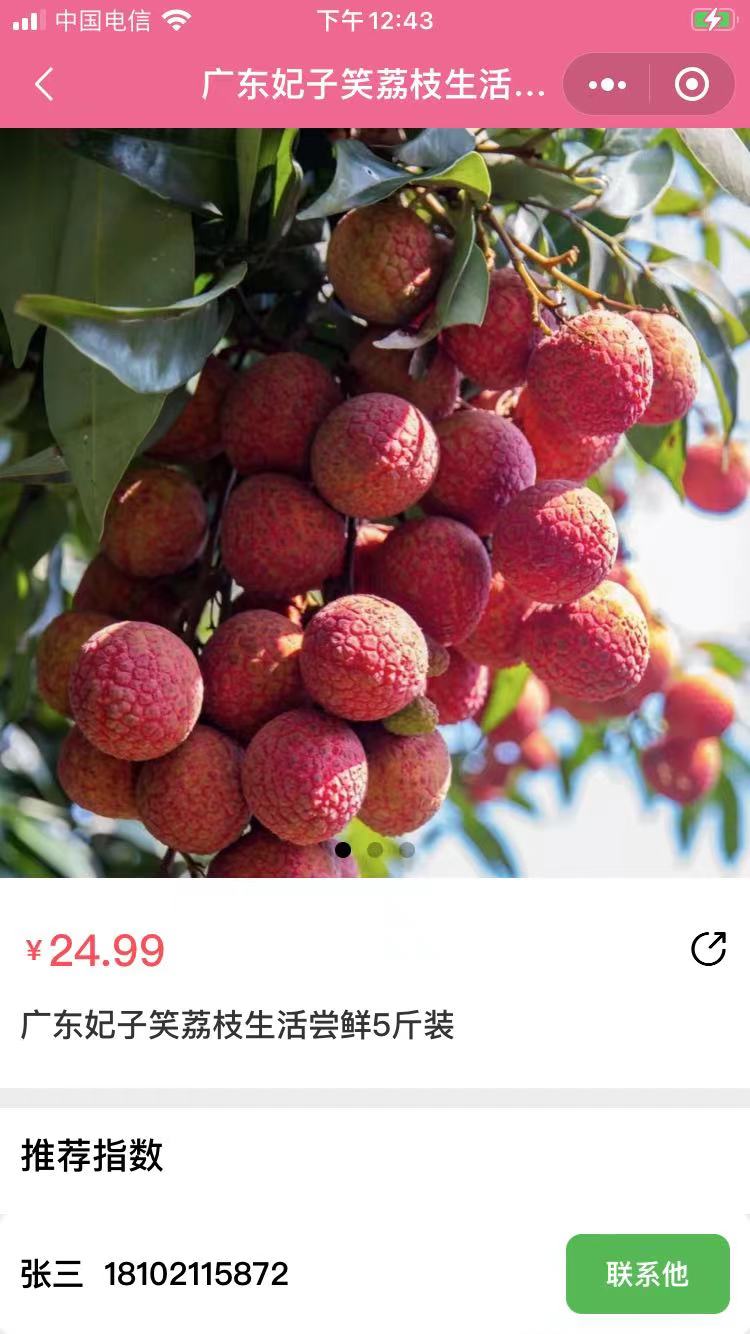 中国电信
下午12:43
广东妃子笑荔枝生活...
¥24.99
广东妃子笑荔枝生活尝鲜5斤装
推荐指数
张三 18102115872
联系他